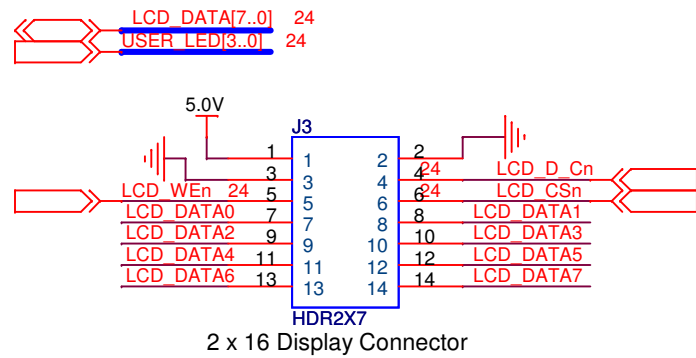 LCD_DATA[7..0] 24
USER_LED[3..0] 24
5.0V
J3
1 1 2 2
3 3 4 4 24 LCD_D_Cn
LCD_WEn 24 5 5 6 6 24 LCD_CSn
LCD_DATA0 7 7 8 8 LCD_DATA1
LCD_DATA2 9 9 10 10 LCD_DATA3
LCD_DATA4 11 11 12 12 LCD_DATA5
LCD_DATA6 13 13 14 14 LCD_DATA7
HDR2X7
2 x 16 Display Connector